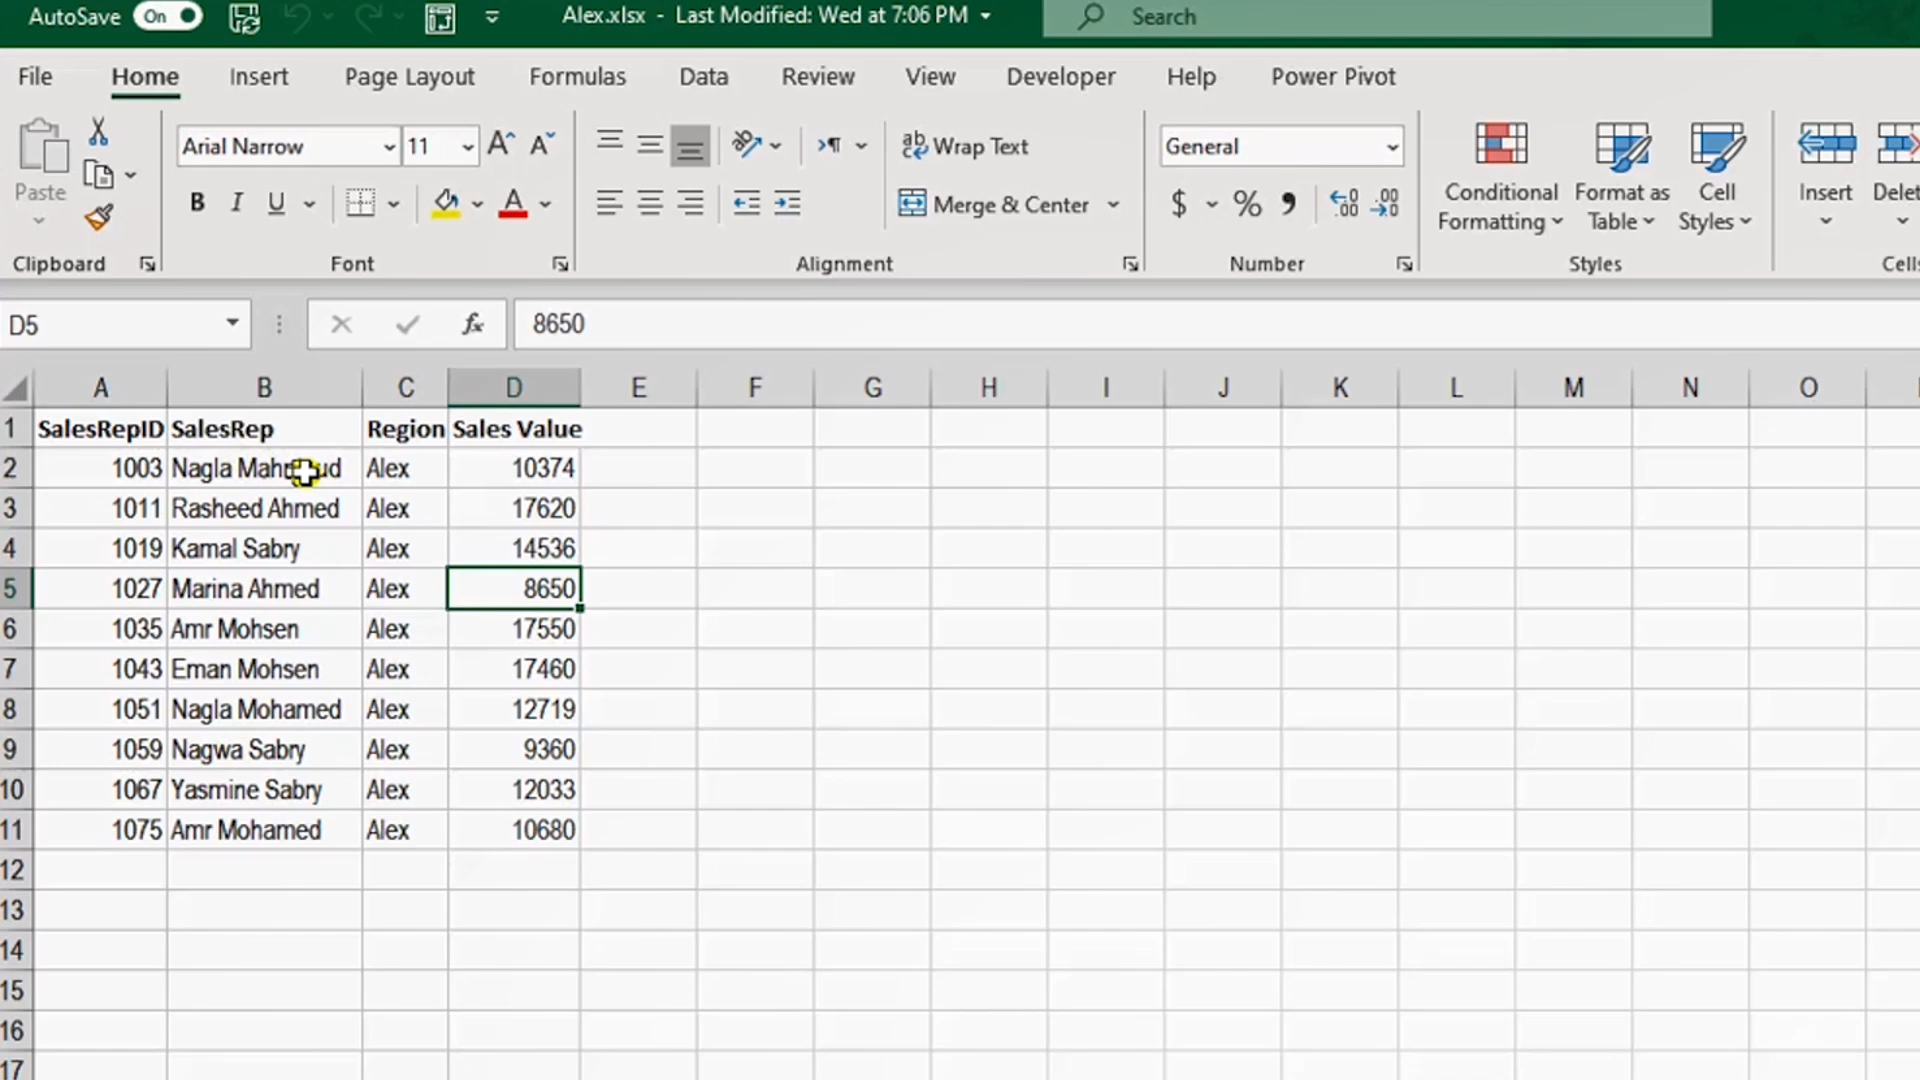 AutoSave On Alex.xlsx - Last Modified: Wed at 7:06 PM Search
File Home Insert Page Layout Formulas Data Review View Developer Help Power Pivot
Paste Arial Narrow 11 Wrap Text General Conditional Formatting Format as Table Cell Styles Insert
B I U A Merge & Center $ %
Clipboard Font Alignment Number Styles
D5 fx 8650
A B C D E F G H I J K L M N O
1 SalesRepID SalesRep Region Sales Value
2 1003 Nagla Alex 10374
3 1011 Rasheed Ahmed Alex 17620
4 1019 Kamal Sabry Alex 14536
5 1027 Marina Ahmed Alex 8650
6 1035 Amr Mohsen Alex 17550
7 1043 Eman Mohsen Alex 17460
8 1051 Nagla Mohamed Alex 12719
9 1059 Nagwa Sabry Alex 9360
10 1067 Yasmine Sabry Alex 12033
11 1075 Amr Mohamed Alex 10680
12
13
14
15
16
17